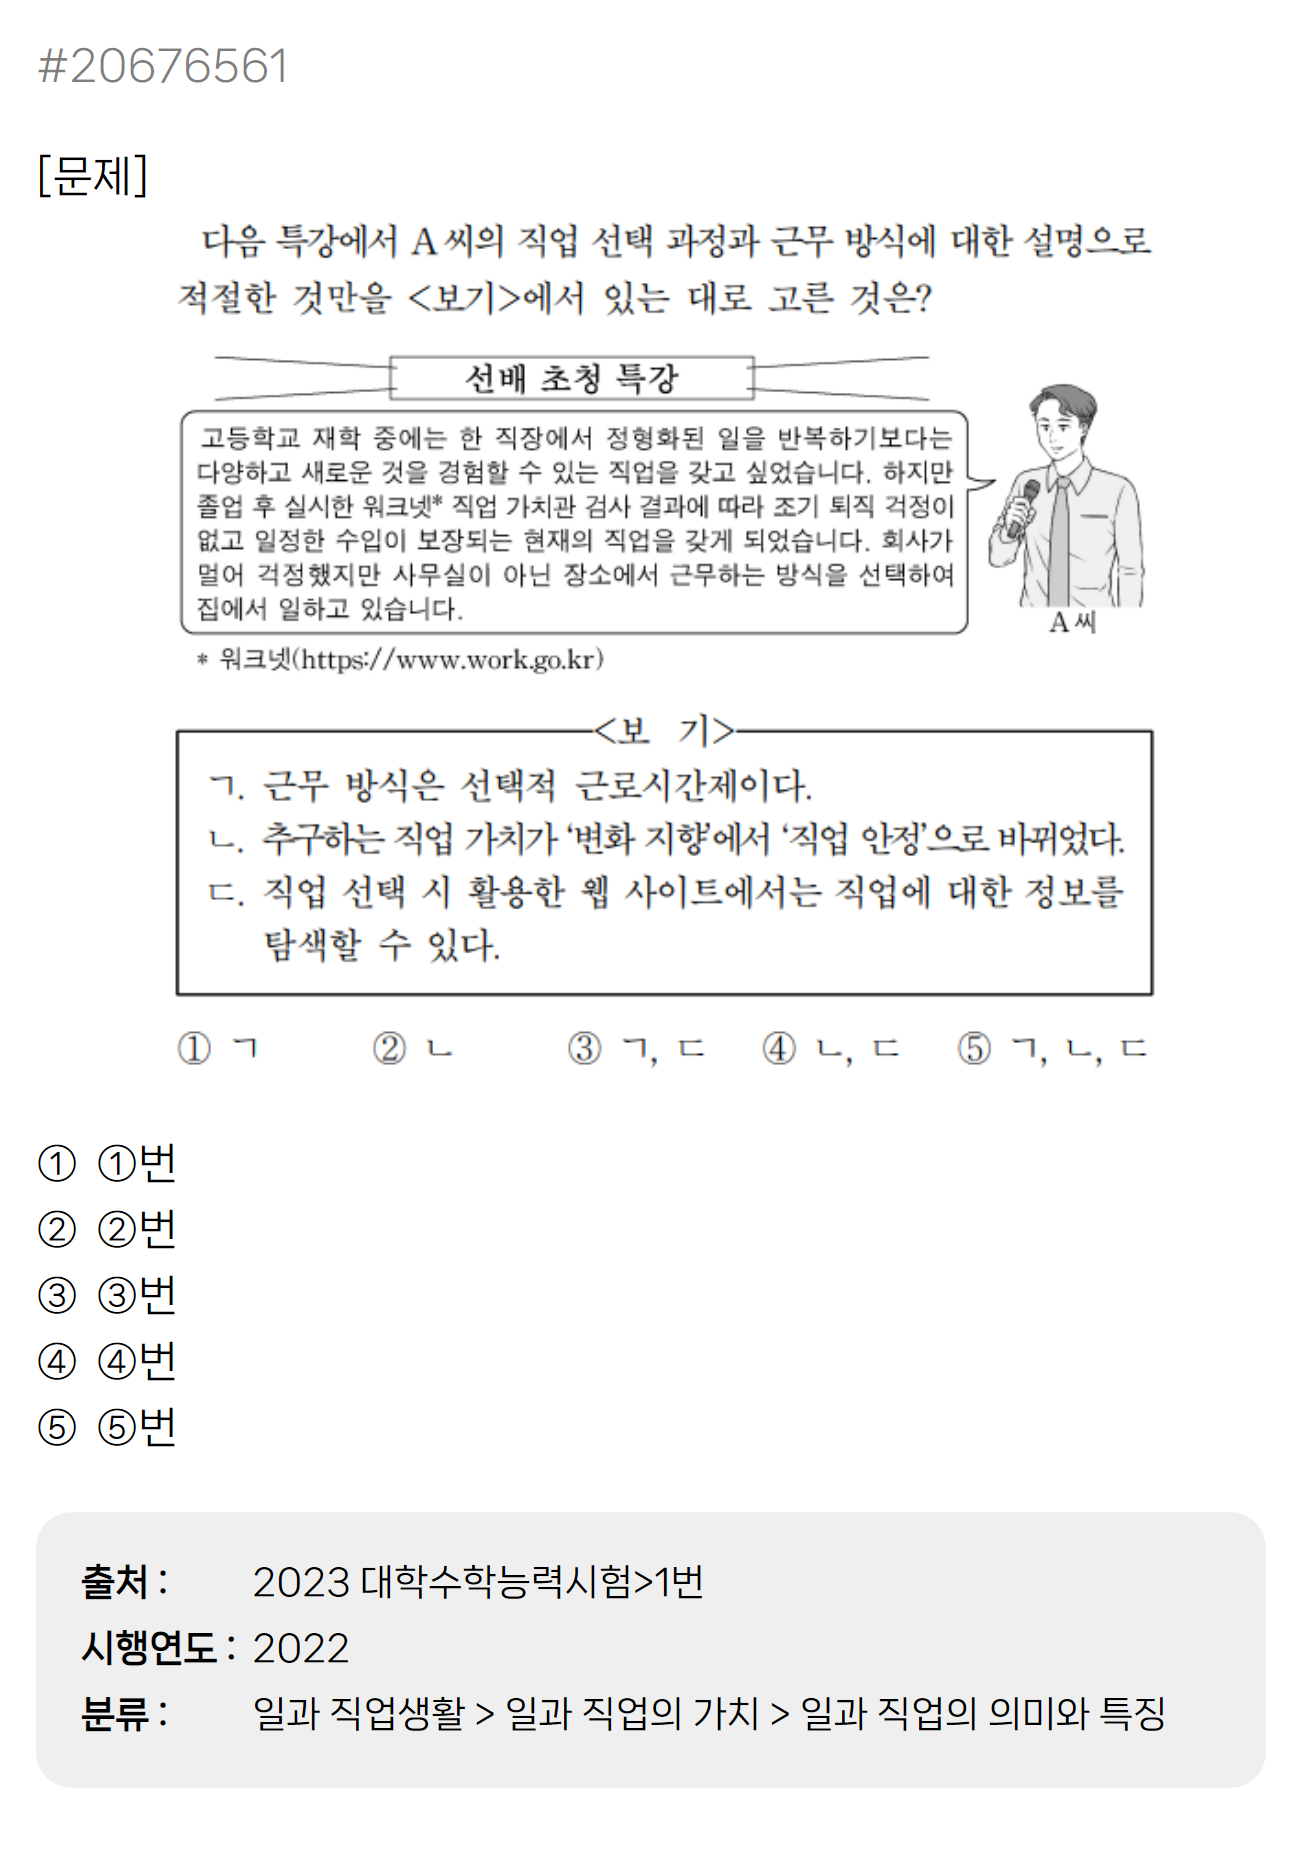 #20676561
[문제]
다음 특강에서 A 씨의 직업 선택 과정과 근무 방식에 대한 설명으로
적절한 것만을 <보기>에서 있는 대로 고른 것은?
선배 초청 특강
고등학교 재학 중에는 한 직장에서 정형화된 일을 반복하기보다는
다양하고 새로운 것을 경험할 수 있는 직업을 갖고 싶었습니다. 하지만
졸업 후 실시한 워크넷* 직업 가치관 검사 결과에 따라 조기 퇴직 걱정이
없고 일정한 수입이 보장되는 현재의 직업을 갖게 되었습니다. 회사가
멀어 걱정했지만 사무실이 아닌 장소에서 근무하는 방식을 선택하여
집에서 일하고 있습니다.
A 씨
* 워크넷(https://www.work.go.kr)
<보 기>
ㄱ. 근무 방식은 선택적 근로시간제이다.
ㄴ. 추구하는 직업 가치가 ‘변화 지향’에서 ‘직업 안정’으로 바뀌었다.
ㄷ. 직업 선택 시 활용한 웹 사이트에서는 직업에 대한 정보를
탐색할 수 있다.
① ㄱ ② ㄴ ③ ㄱ, ㄷ ④ ㄴ, ㄷ ⑤ ㄱ, ㄴ, ㄷ
① ①번
② ②번
③ ③번
④ ④번
⑤ ⑤번
출처 : 2023 대학수학능력시험>1번
시행연도 : 2022
분류 : 일과 직업생활 > 일과 직업의 가치 > 일과 직업의 의미와 특징